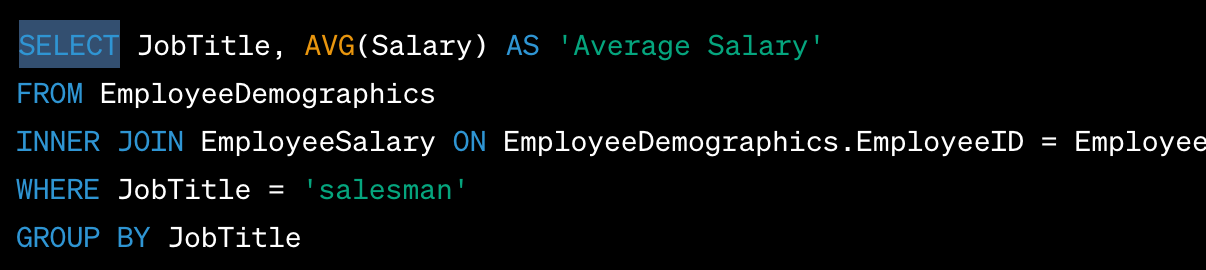 SELECT JobTitle, AVG(Salary) AS 'Average Salary'
FROM EmployeeDemographics
INNER JOIN EmployeeSalary ON EmployeeDemographics.EmployeeID = Employee
WHERE JobTitle = 'salesman'
GROUP BY JobTitle